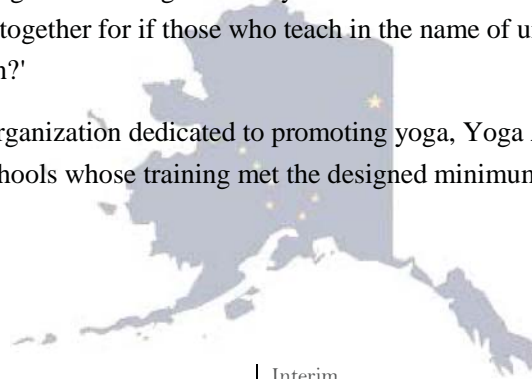 together for if those who teach in the name of u
n?'
rganization dedicated to promoting yoga, Yoga
hools whose training met the designed minimum
Interim